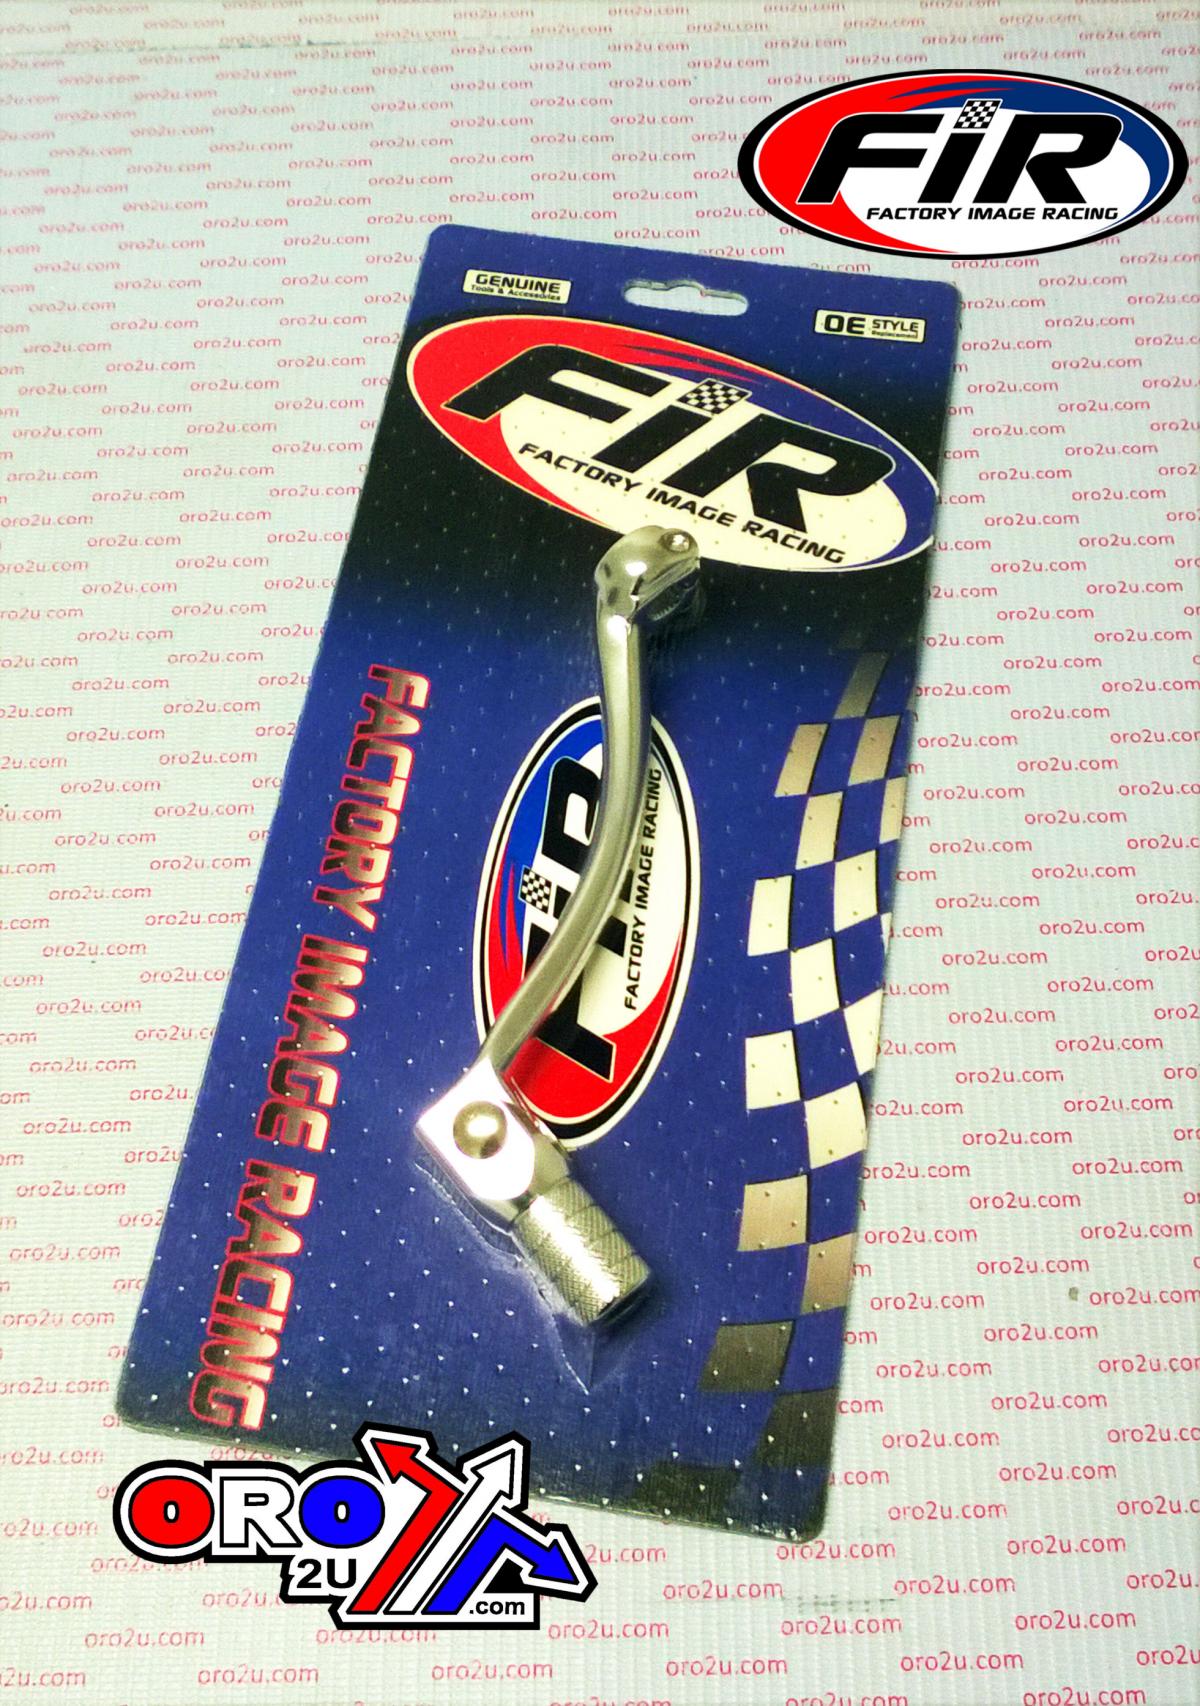 FiR
FACTORY IMAGE RACING
GENUINE
Tools & Accessories
OE STYLE
Replacement
FiR
FACTORY IMAGE RACING
FACTORY IMAGE RACING
FiR
FACTORY IMAGE RACING
ORO
2U
.com
oro2u.com